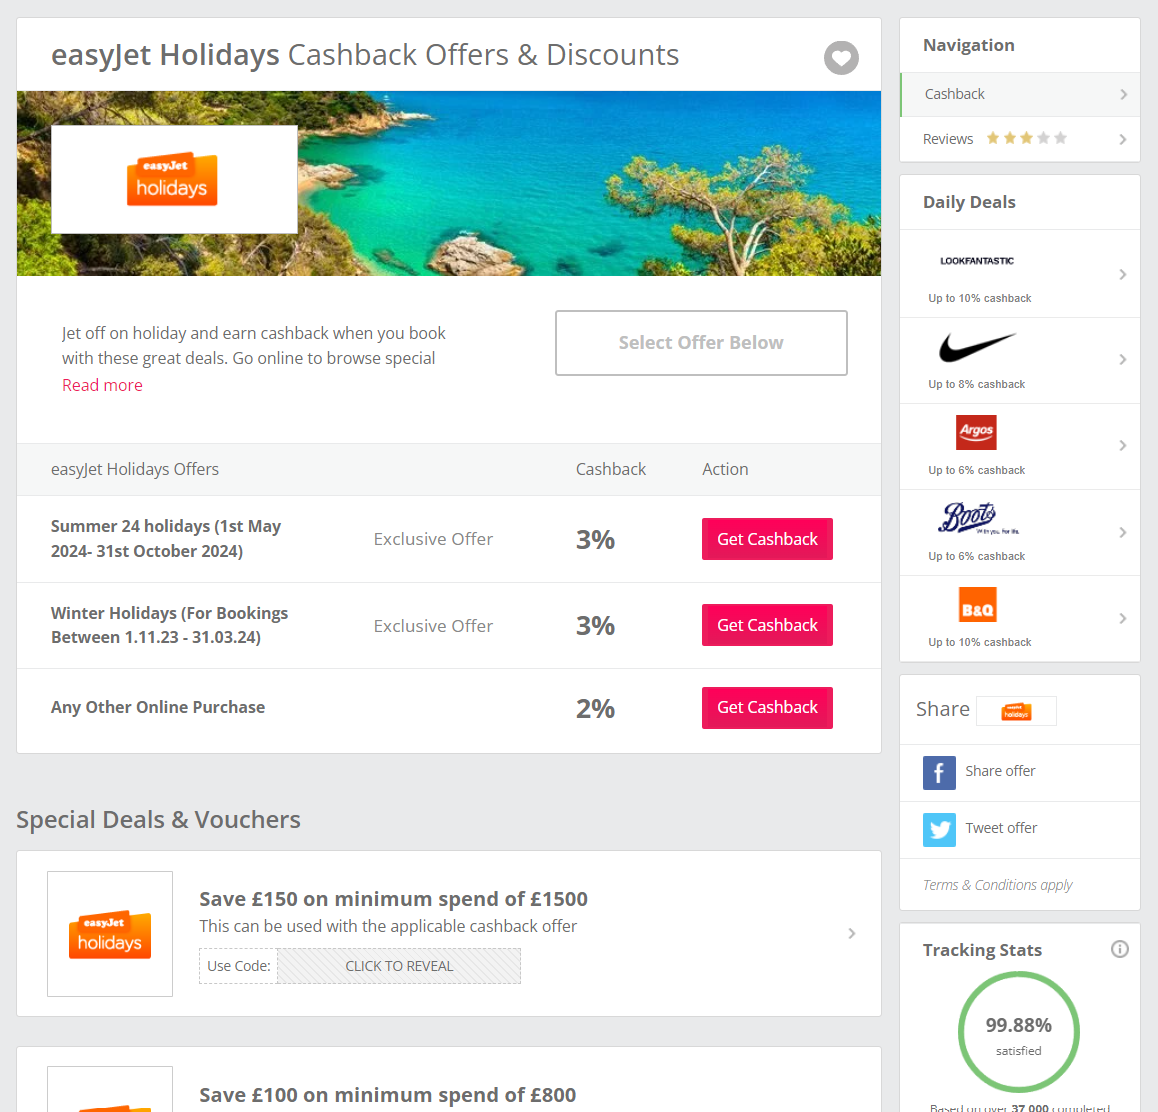 easyJet Holidays Cashback Offers & Discounts
easyJet
holidays
Jet off on holiday and earn cashback when you book
with these great deals. Go online to browse special
Read more
Select Offer Below
easyJet Holidays Offers Cashback Action
Summer 24 holidays (1st May
2024- 31st October 2024)
Exclusive Offer
3%
Get Cashback
Winter Holidays (For Bookings
Between 1.11.23 - 31.03.24)
Exclusive Offer
3%
Get Cashback
Any Other Online Purchase
2%
Get Cashback
Special Deals & Vouchers
easyJet
holidays
Save £150 on minimum spend of £1500
This can be used with the applicable cashback offer
Use Code: CLICK TO REVEAL
Save £100 on minimum spend of £800
Navigation
Cashback
Reviews
Daily Deals
LOOKFANTASTIC
Up to 10% cashback
Up to 8% cashback
Argos
Up to 6% cashback
Boots
With you. For life.
Up to 6% cashback
B&Q
Up to 10% cashback
Share
easyJet
holidays
Share offer
Tweet offer
Terms & Conditions apply
Tracking Stats
99.88%
satisfied
Based on over 37,000 completed